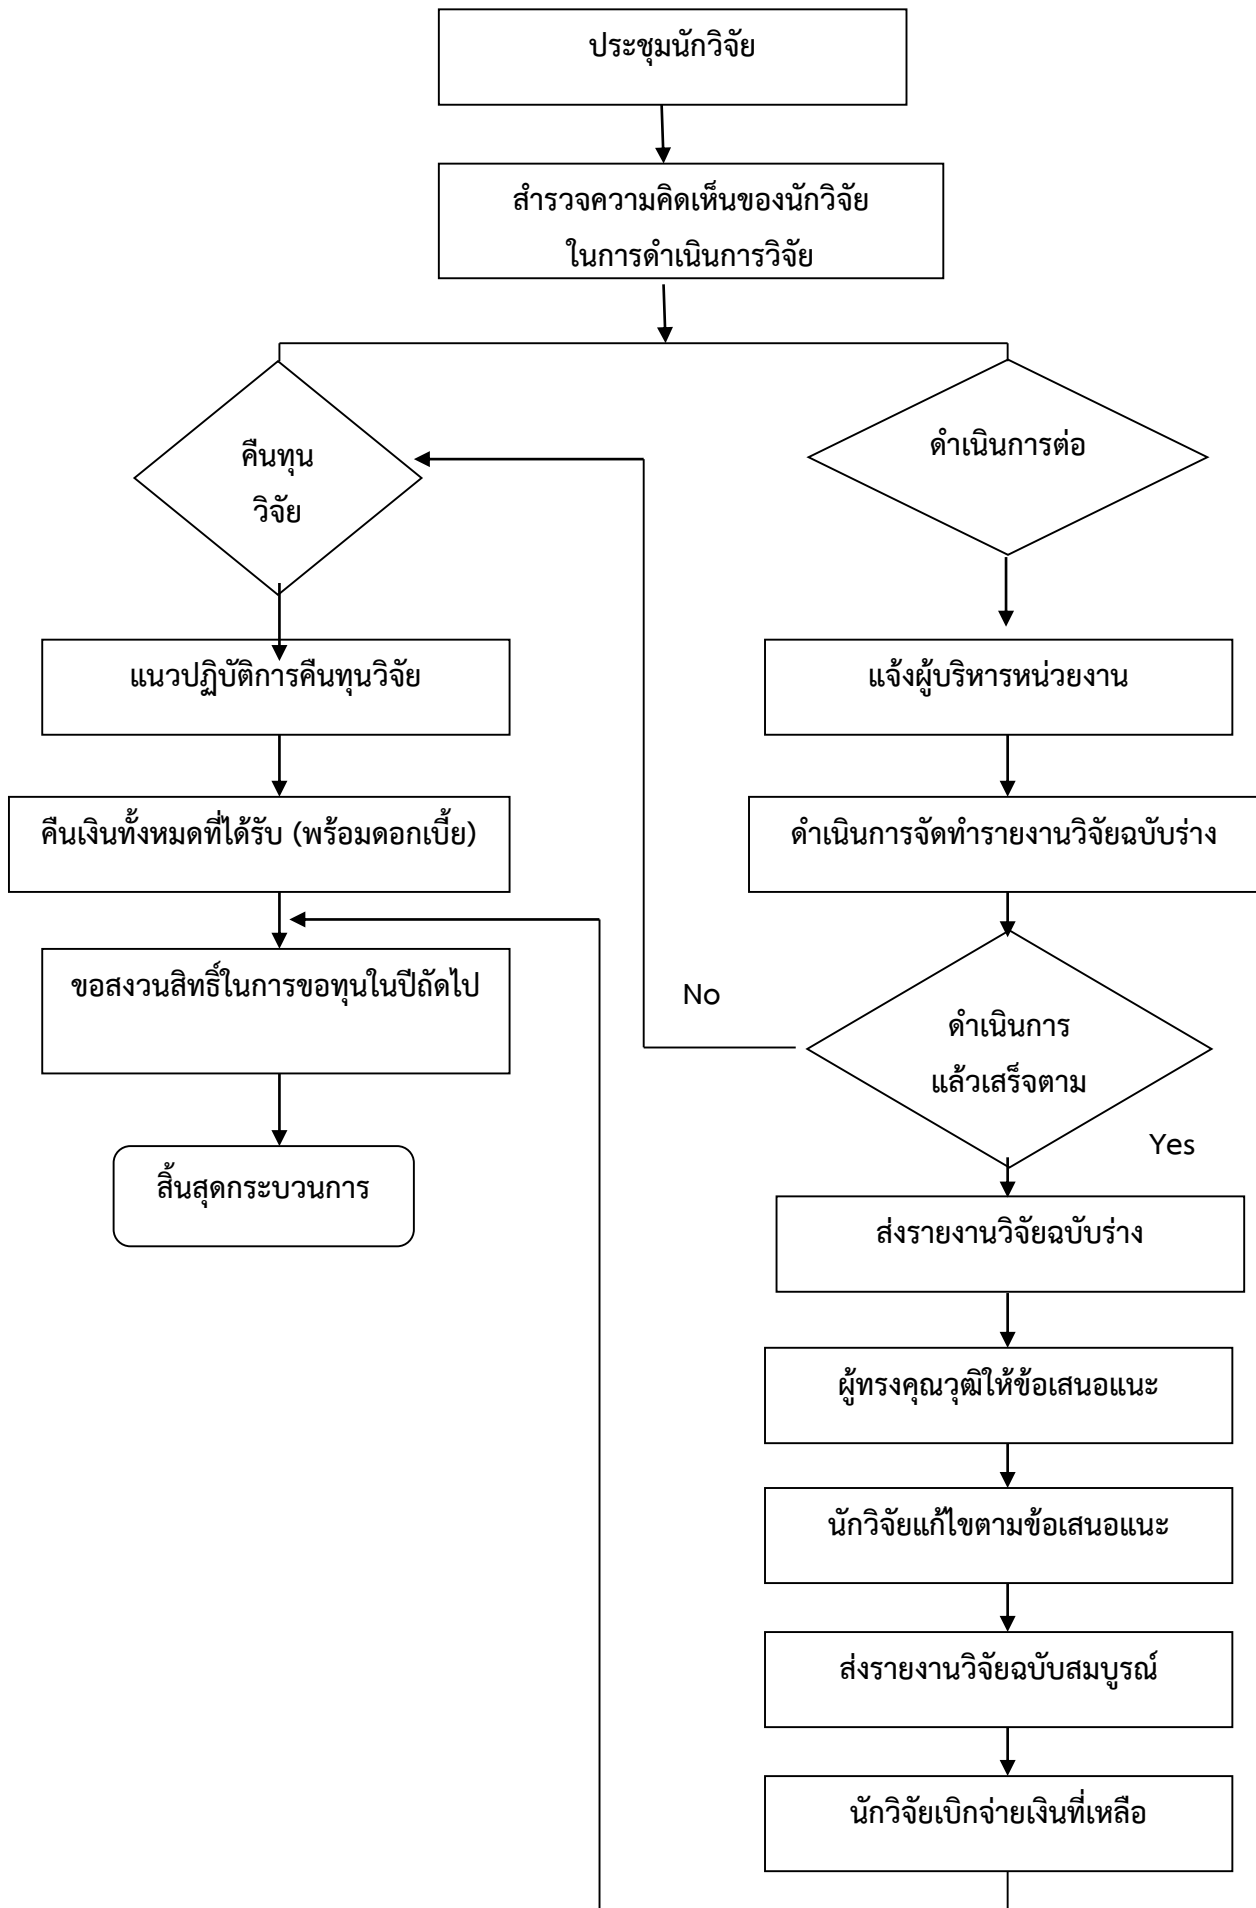 ประชุมนักวิจัย
สำรวจความคิดเห็นของนักวิจัย
ในการดำเนินการวิจัย
คืนทุน
วิจัย
ดำเนินการต่อ
แนวปฏิบัติการคืนทุนวิจัย
แจ้งผู้บริหารหน่วยงาน
คืนเงินทั้งหมดที่ได้รับ (พร้อมดอกเบี้ย)
ดำเนินการจัดทำรายงานวิจัยฉบับร่าง
ขอสงวนสิทธิ์ในการขอทุนในปีถัดไป
No
ดำเนินการ
แล้วเสร็จตาม
Yes
สิ้นสุดกระบวนการ
ส่งรายงานวิจัยฉบับร่าง
ผู้ทรงคุณวุฒิให้ข้อเสนอแนะ
นักวิจัยแก้ไขตามข้อเสนอแนะ
ส่งรายงานวิจัยฉบับสมบูรณ์
นักวิจัยเบิกจ่ายเงินที่เหลือ